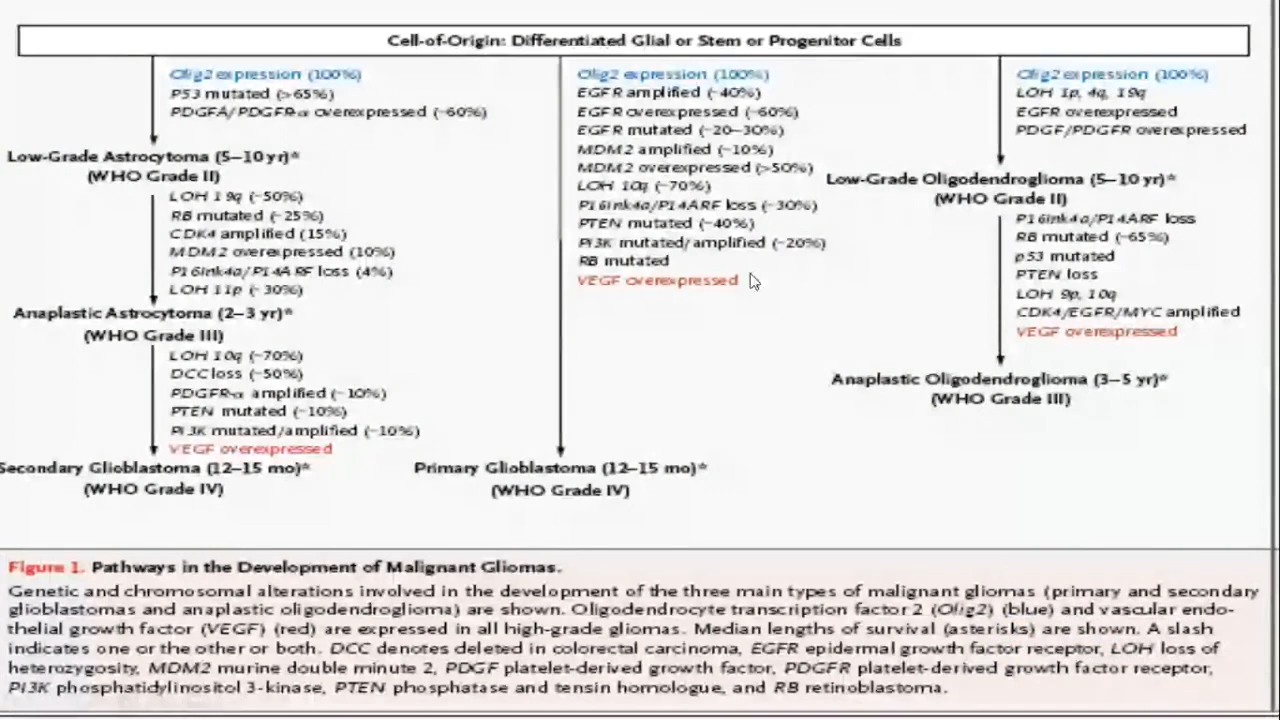 Cell-of-Origin: Differentiated Glial or Stem or Progenitor Cells
Olig2 expression (100%)
P53 mutated (>65%)
PDGFA/PDGFR-α overexpressed (~60%)
Low-Grade Astrocytoma (5–10 yr)*
(WHO Grade II)
LOH 19q (~50%)
RB mutated (~25%)
CDK4 amplified (15%)
MDM2 overexpressed (10%)
P16Ink4a/P14ARF loss (4%)
LOH 11p (~30%)
Anaplastic Astrocytoma (2–3 yr)*
(WHO Grade III)
LOH 10q (~70%)
DCC loss (~50%)
PDGFR-α amplified (~10%)
PTEN mutated (~10%)
PI3K mutated/amplified (~10%)
VEGF overexpressed
Secondary Glioblastoma (12–15 mo)*
(WHO Grade IV)
Olig2 expression (100%)
EGFR amplified (~40%)
EGFR overexpressed (~60%)
EGFR mutated (~20–30%)
MDM2 amplified (~10%)
MDM2 overexpressed (>50%)
LOH 10q (~70%)
P16Ink4a/P14ARF loss (~30%)
PTEN mutated (~40%)
PI3K mutated/amplified (~20%)
RB mutated
VEGF overexpressed
Primary Glioblastoma (12–15 mo)*
(WHO Grade IV)
Olig2 expression (100%)
LOH 1p, 4q, 19q
EGFR overexpressed
PDGF/PDGFR overexpressed
Low-Grade Oligodendroglioma (5–10 yr)*
(WHO Grade II)
P16Ink4a/P14ARF loss
RB mutated (~65%)
p53 mutated
PTEN loss
LOH 9p, 10q
CDK4/EGFR/MYC amplified
VEGF overexpressed
Anaplastic Oligodendroglioma (3–5 yr)*
(WHO Grade III)
Figure 1. Pathways in the Development of Malignant Gliomas.
Genetic and chromosomal alterations involved in the development of the three main types of malignant gliomas (primary and secondary
glioblastomas and anaplastic oligodendroglioma) are shown. Oligodendrocyte transcription factor 2 (Olig2) (blue) and vascular endo-
thelial growth factor (VEGF) (red) are expressed in all high-grade gliomas. Median lengths of survival (asterisks) are shown. A slash
indicates one or the other or both. DCC denotes deleted in colorectal carcinoma, EGFR epidermal growth factor receptor, LOH loss of
heterozygosity, MDM2 murine double minute 2, PDGF platelet-derived growth factor, PDGFR platelet-derived growth factor receptor,
PI3K phosphatidylinositol 3-kinase, PTEN phosphatase and tensin homologue, and RB retinoblastoma.